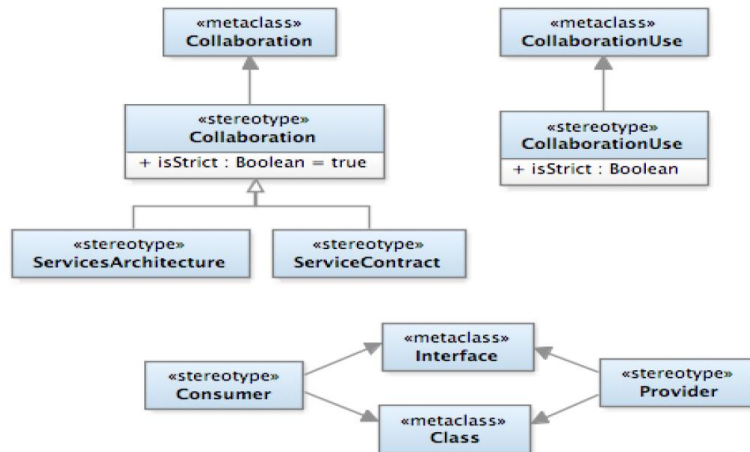 «metaclass»
Collaboration
«metaclass»
CollaborationUse
«stereotype»
Collaboration
+ isStrict : Boolean = true
«stereotype»
CollaborationUse
+ isStrict : Boolean
«stereotype»
ServicesArchitecture
«stereotype»
ServiceContract
«metaclass»
Interface
«stereotype»
Consumer
«stereotype»
Provider
«metaclass»
Class